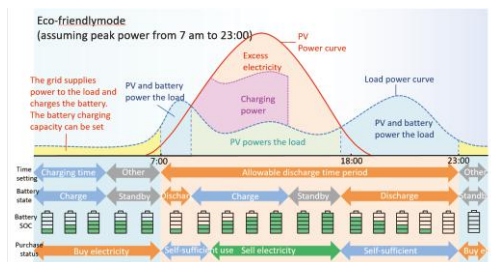 Eco-friendlymode
(assuming peak power from 7 am to 23:00)
PV
Power curve
Excess
electricity
The grid supplies
power to the load and
charges the battery.
The battery charging
capacity can be set
PV and battery
power the load
Charging
power
Load power curve
PV powers the load
PV and battery
power the load
7:00
18:00
23:00
Time
setting
Charging time
Other
Allowable discharge time period
Other
Battery
state
Charge
Standby
Charge
Standby
Discharge
Battery
SOC
Purchase
status
Buy electricity
Self-sufficient use
Sell electricity
Self-sufficient
Buy e